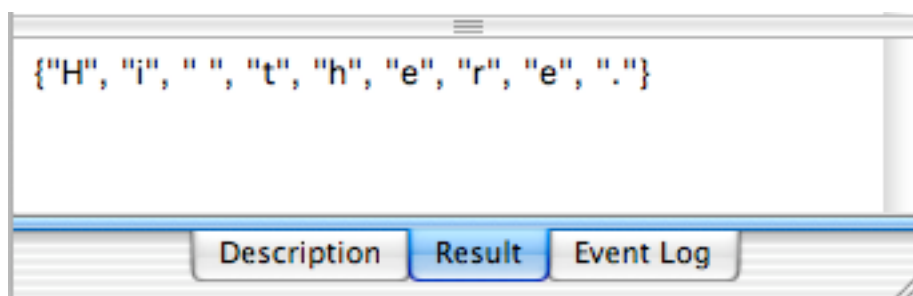 {"H", "i", " ", "t", "h", "e", "r", "e", "."}
Description Result Event Log